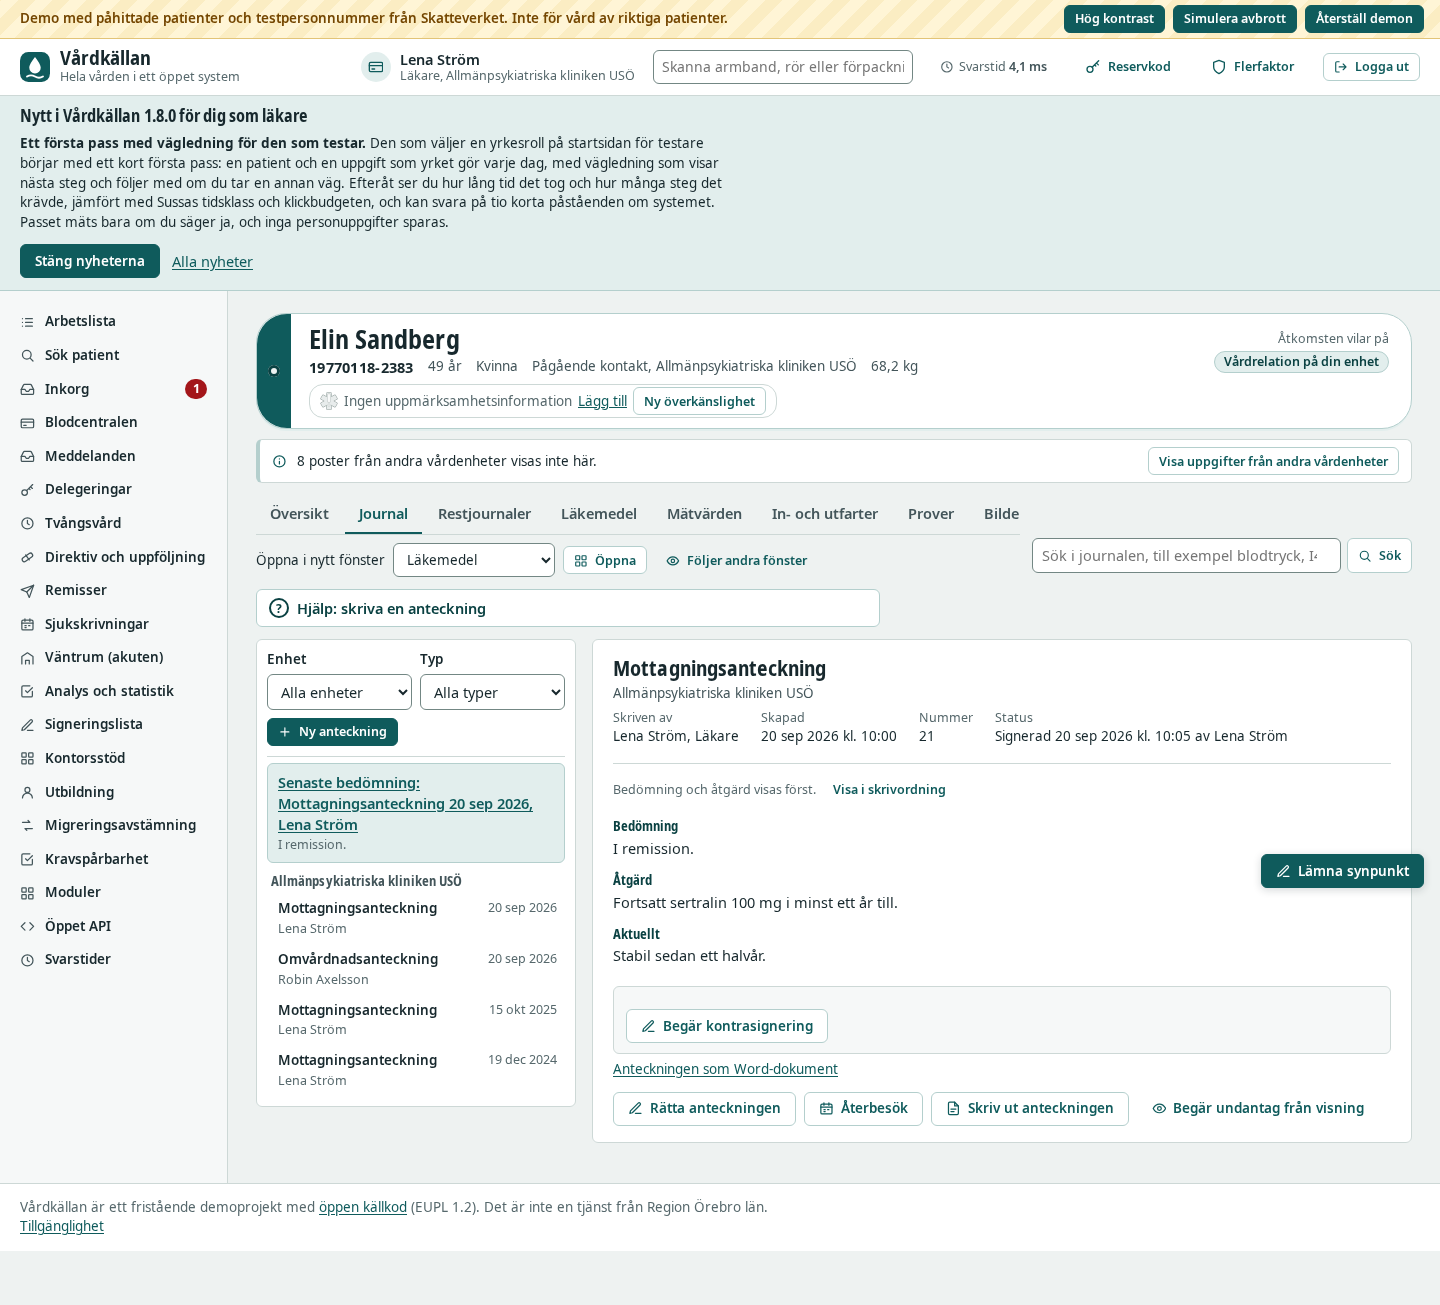 Demo med påhittade patienter och testpersonnummer från Skatteverket. Inte för vård av riktiga patienter.
Hög kontrast
Simulera avbrott
Återställ demon
Vårdkällan
Hela vården i ett öppet system
Lena Ström
Läkare, Allmänpsykiatriska kliniken USÖ
Skanna armband, rör eller förpackni
Svarstid 4,1 ms
Reservkod
Flerfaktor
Logga ut
Nytt i Vårdkällan 1.8.0 för dig som läkare
Ett första pass med vägledning för den som testar. Den som väljer en yrkesroll på startsidan för testare
börjar med ett kort första pass: en patient och en uppgift som yrket gör varje dag, med vägledning som visar
nästa steg och följer med om du tar en annan väg. Efteråt ser du hur lång tid det tog och hur många steg det
krävde, jämfört med Sussas tidsklass och klickbudgeten, och kan svara på tio korta påståenden om systemet.
Passet mäts bara om du säger ja, och inga personuppgifter sparas.
Stäng nyheterna
Alla nyheter
Arbetslista
Sök patient
Inkorg
1
Blodcentralen
Meddelanden
Delegeringar
Tvångsvård
Direktiv och uppföljning
Remisser
Sjukskrivningar
Väntrum (akuten)
Analys och statistik
Signeringslista
Kontorsstöd
Utbildning
Migreringsavstämning
Kravspårbarhet
Moduler
Öppet API
Svarstider
Elin Sandberg
19770118-2383
49 år
Kvinna
Pågående kontakt, Allmänpsykiatriska kliniken USÖ
68,2 kg
Ingen uppmärksamhetsinformation
Lägg till
Ny överkänslighet
Åtkomsten vilar på
Vårdrelation på din enhet
8 poster från andra vårdenheter visas inte här.
Visa uppgifter från andra vårdenheter
Översikt
Journal
Restjournaler
Läkemedel
Mätvärden
In- och utfarter
Prover
Bilde
Öppna i nytt fönster
Läkemedel
Öppna
Följer andra fönster
Sök i journalen, till exempel blodtryck, I4
Sök
? Hjälp: skriva en anteckning
Enhet
Typ
Alla enheter
Alla typer
Ny anteckning
Senaste bedömning:
Mottagningsanteckning 20 sep 2026,
Lena Ström
I remission.
Allmänpsykiatriska kliniken USÖ
Mottagningsanteckning
20 sep 2026
Lena Ström
Omvårdnadsanteckning
20 sep 2026
Robin Axelsson
Mottagningsanteckning
15 okt 2025
Lena Ström
Mottagningsanteckning
19 dec 2024
Lena Ström
Mottagningsanteckning
Allmänpsykiatriska kliniken USÖ
Skriven av
Lena Ström, Läkare
Skapad
20 sep 2026 kl. 10:00
Nummer
21
Status
Signerad 20 sep 2026 kl. 10:05 av Lena Ström
Bedömning och åtgärd visas först.
Visa i skrivordning
Bedömning
I remission.
Åtgärd
Fortsatt sertralin 100 mg i minst ett år till.
Aktuellt
Stabil sedan ett halvår.
Lämna synpunkt
Begär kontrasignering
Anteckningen som Word-dokument
Rätta anteckningen
Återbesök
Skriv ut anteckningen
Begär undantag från visning
Vårdkällan är ett fristående demoprojekt med öppen källkod (EUPL 1.2). Det är inte en tjänst från Region Örebro län.
Tillgänglighet